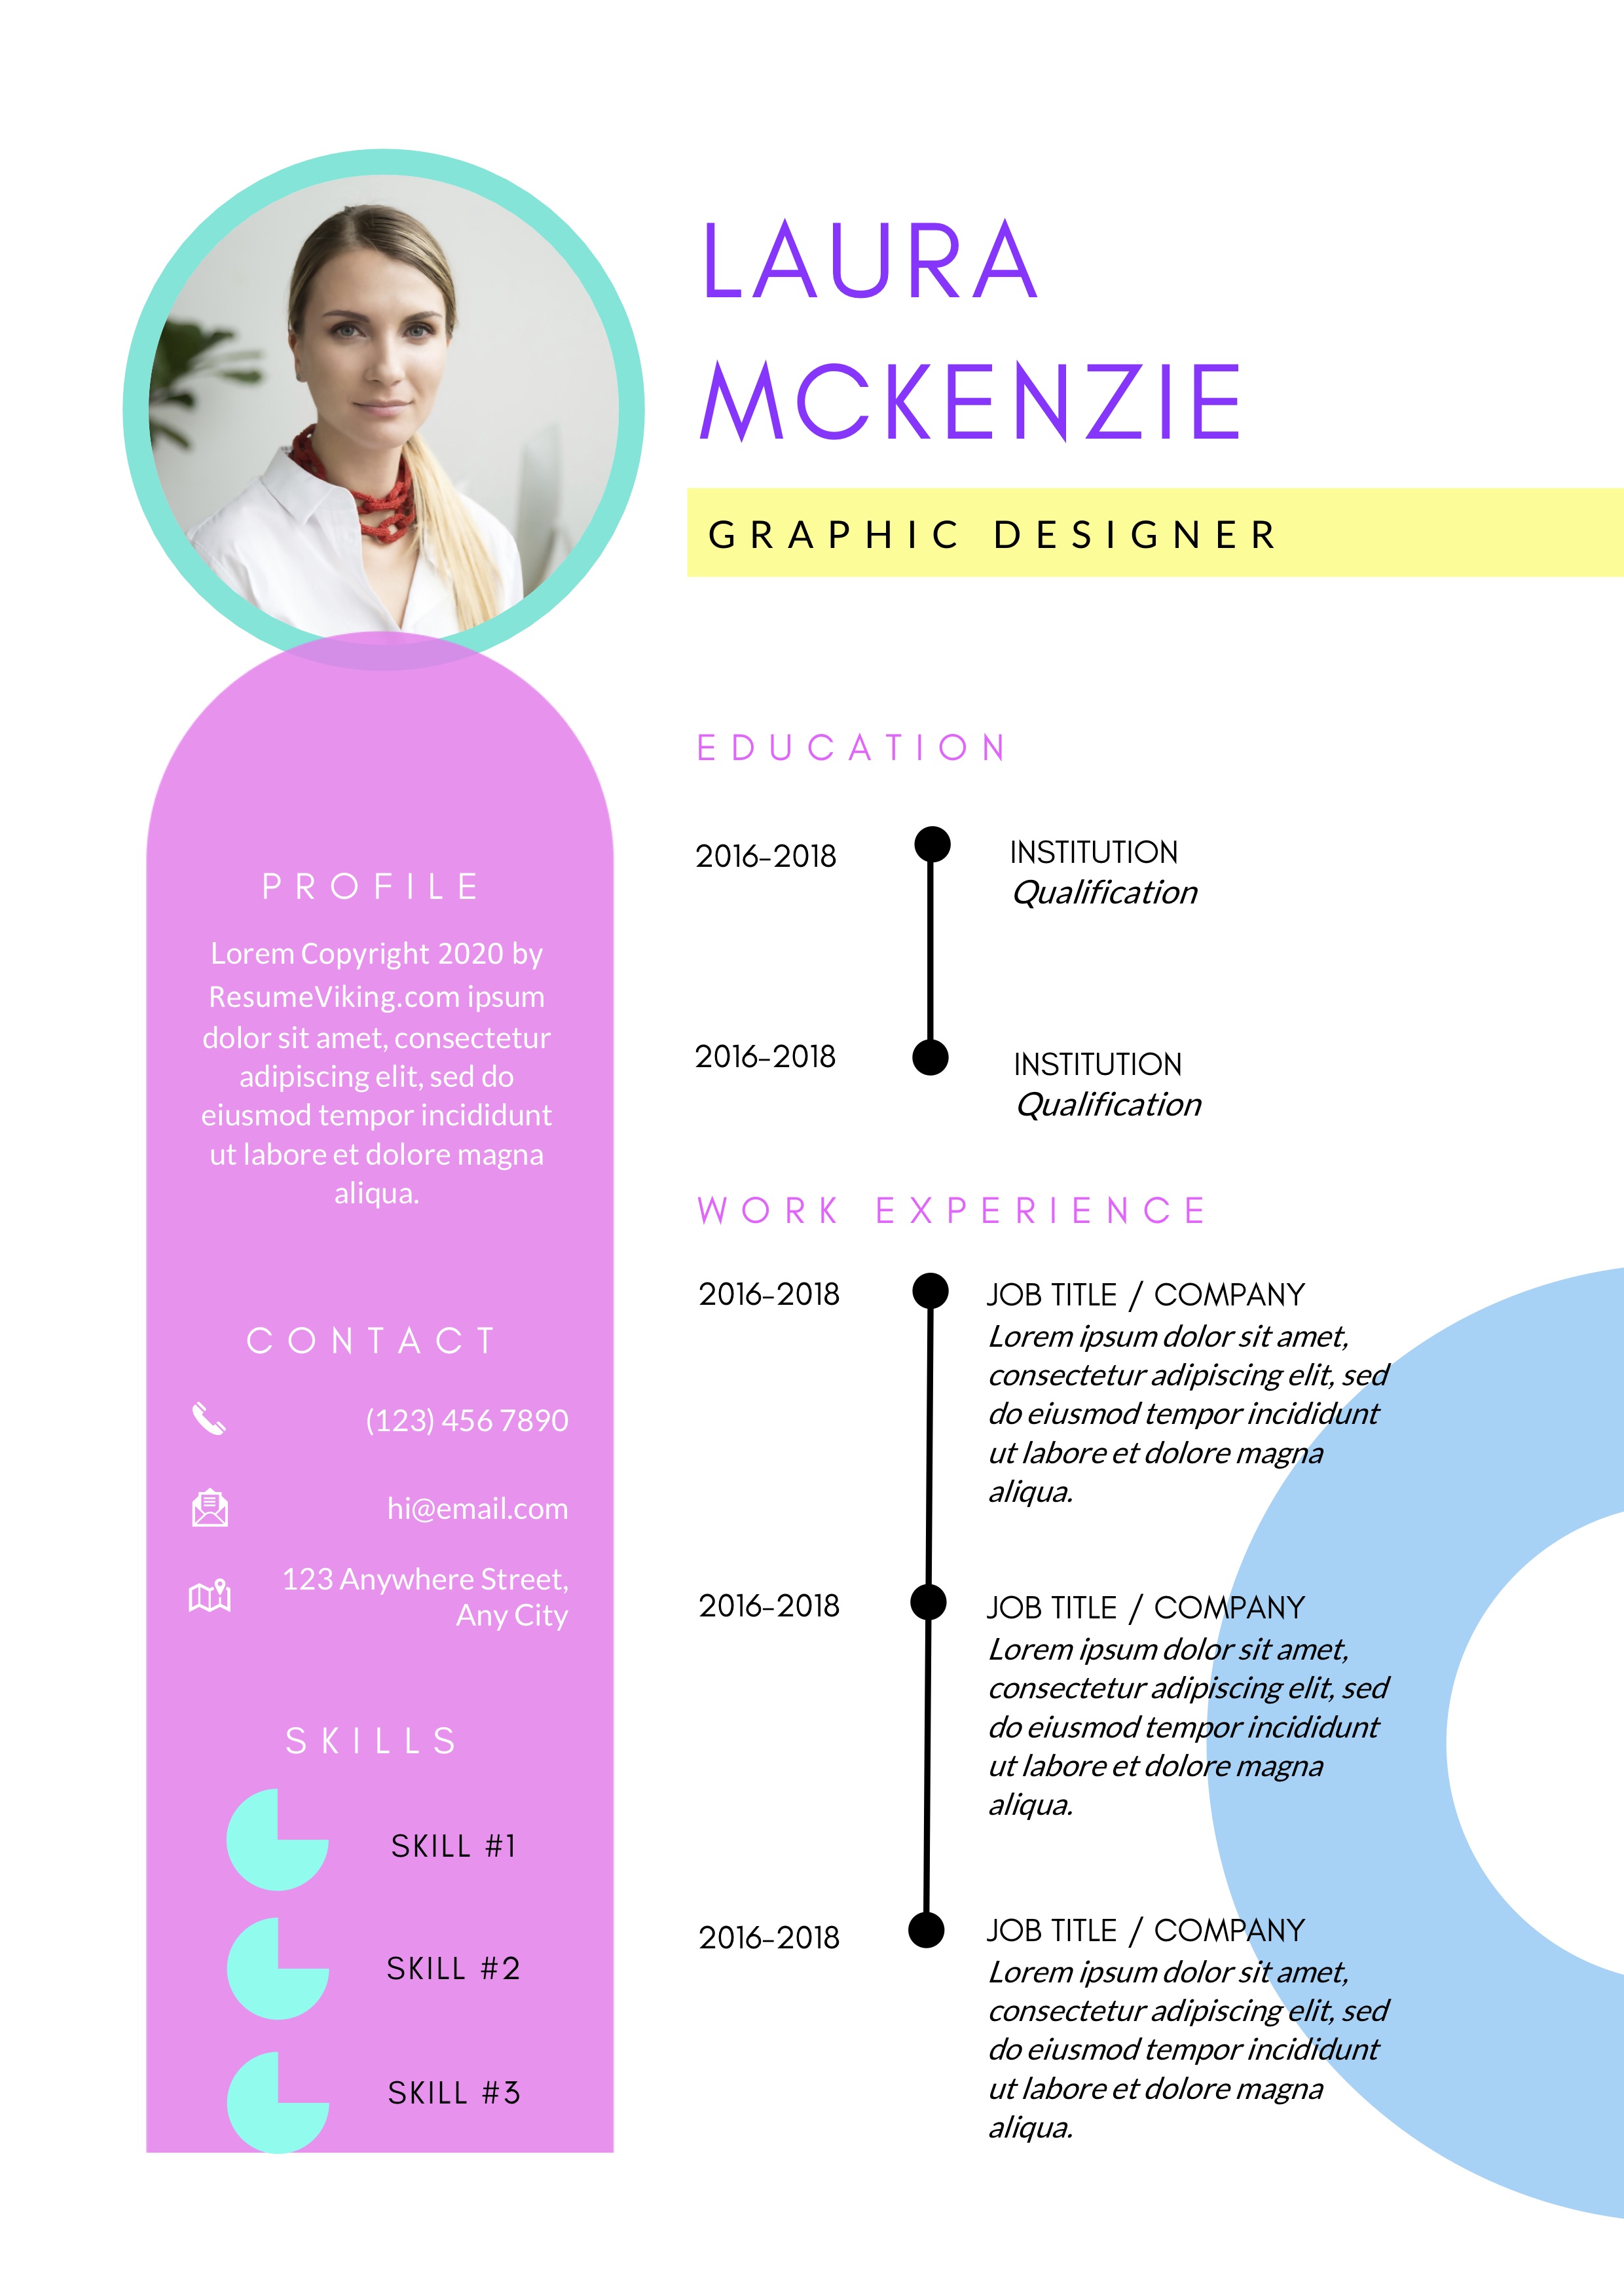 LAURA
MCKENZIE
GRAPHIC DESIGNER
PROFILE
Lorem Copyright 2020 by
ResumeViking.com ipsum
dolor sit amet, consectetur
adipiscing elit, sed do
eiusmod tempor incididunt
ut labore et dolore magna
aliqua.
CONTACT
(123) 456 7890
hi@email.com
123 Anywhere Street,
Any City
SKILLS
SKILL #1
SKILL #2
SKILL #3
EDUCATION
2016-2018
INSTITUTION
Qualification
2016-2018
INSTITUTION
Qualification
WORK EXPERIENCE
2016-2018
JOB TITLE / COMPANY
Lorem ipsum dolor sit amet,
consectetur adipiscing elit, sed
do eiusmod tempor incididunt
ut labore et dolore magna
aliqua.
2016-2018
JOB TITLE / COMPANY
Lorem ipsum dolor sit amet,
consectetur adipiscing elit, sed
do eiusmod tempor incididunt
ut labore et dolore magna
aliqua.
2016-2018
JOB TITLE / COMPANY
Lorem ipsum dolor sit amet,
consectetur adipiscing elit, sed
do eiusmod tempor incididunt
ut labore et dolore magna
aliqua.